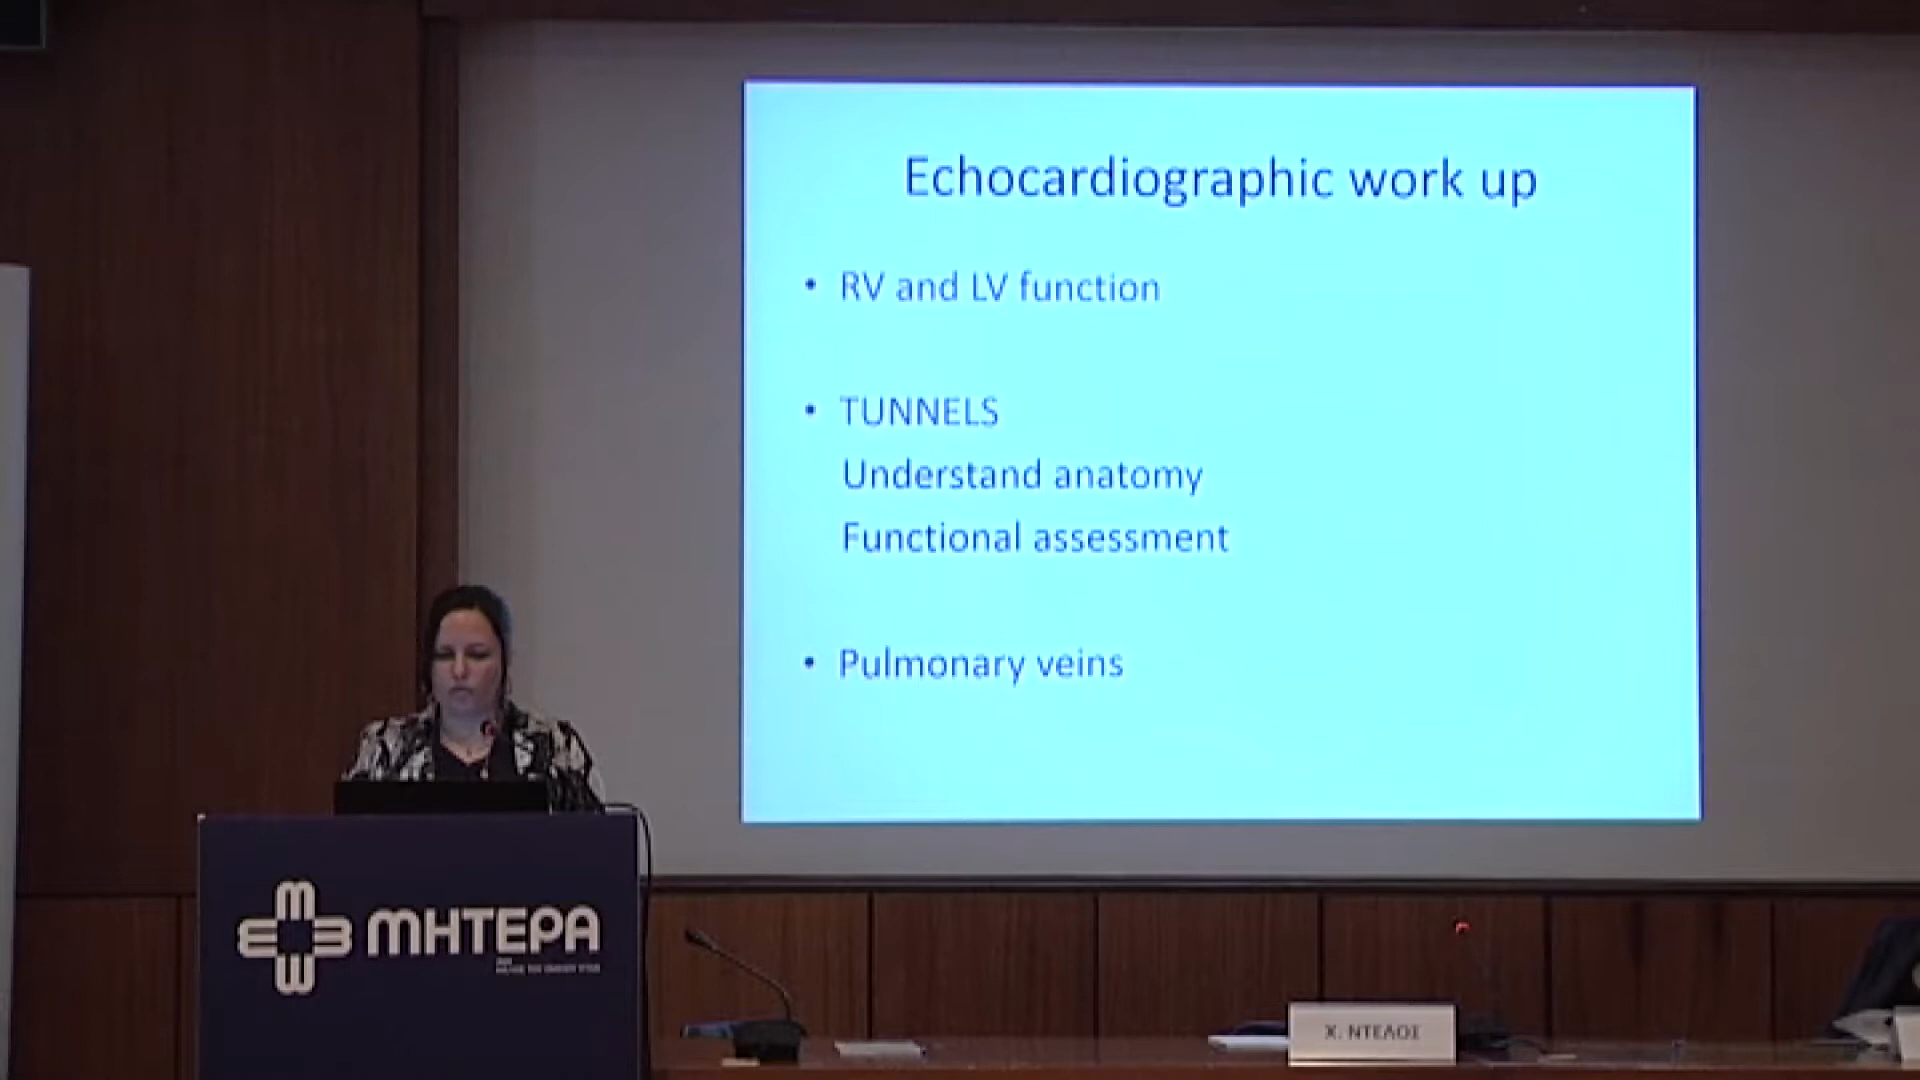 Echocardiographic work up
• RV and LV function
• TUNNELS
Understand anatomy
Functional assessment
• Pulmonary veins
ΜΗΤΕΡΑ
Χ. ΝΤΕΛΟΣ